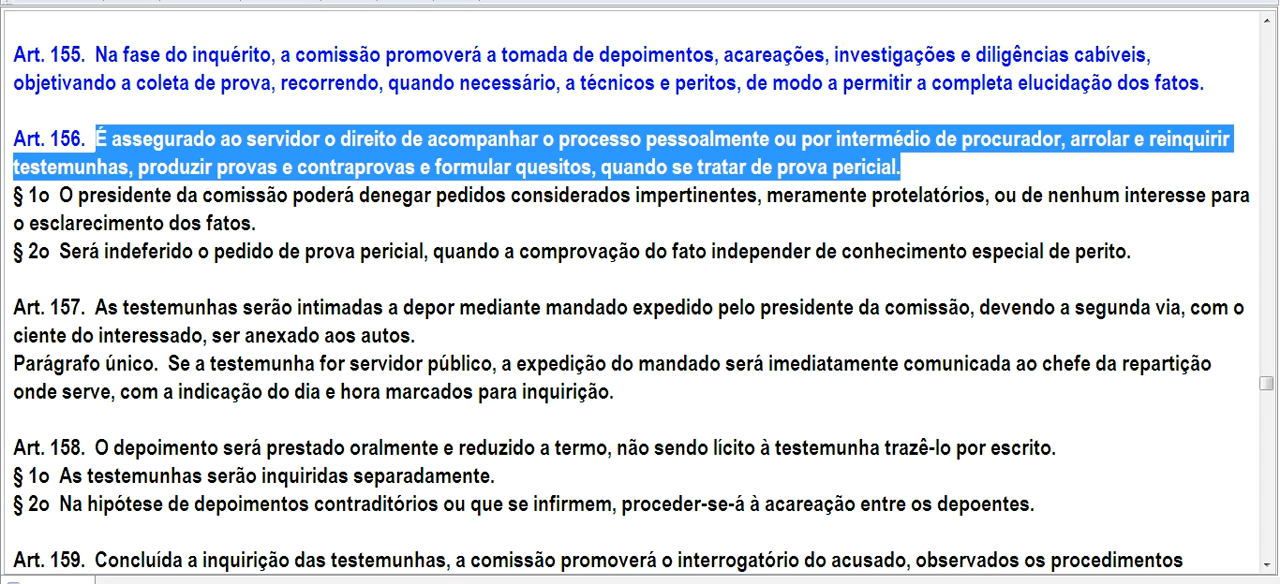 Art. 155.  Na fase do inquérito, a comissão promoverá a tomada de depoimentos, acareações, investigações e diligências cabíveis,
objetivando a coleta de prova, recorrendo, quando necessário, a técnicos e peritos, de modo a permitir a completa elucidação dos fatos.
Art. 156.  É assegurado ao servidor o direito de acompanhar o processo pessoalmente ou por intermédio de procurador, arrolar e reinquirir
testemunhas, produzir provas e contraprovas e formular quesitos, quando se tratar de prova pericial.
§ 1o  O presidente da comissão poderá denegar pedidos considerados impertinentes, meramente protelatórios, ou de nenhum interesse para
o esclarecimento dos fatos.
§ 2o  Será indeferido o pedido de prova pericial, quando a comprovação do fato independer de conhecimento especial de perito.
Art. 157.  As testemunhas serão intimadas a depor mediante mandado expedido pelo presidente da comissão, devendo a segunda via, com o
ciente do interessado, ser anexado aos autos.
Parágrafo único.  Se a testemunha for servidor público, a expedição do mandado será imediatamente comunicada ao chefe da repartição
onde serve, com a indicação do dia e hora marcados para inquirição.
Art. 158.  O depoimento será prestado oralmente e reduzido a termo, não sendo lícito à testemunha trazê-lo por escrito.
§ 1o  As testemunhas serão inquiridas separadamente.
§ 2o  Na hipótese de depoimentos contraditórios ou que se infirmem, proceder-se-á à acareação entre os depoentes.
Art. 159.  Concluída a inquirição das testemunhas, a comissão promoverá o interrogatório do acusado, observados os procedimentos